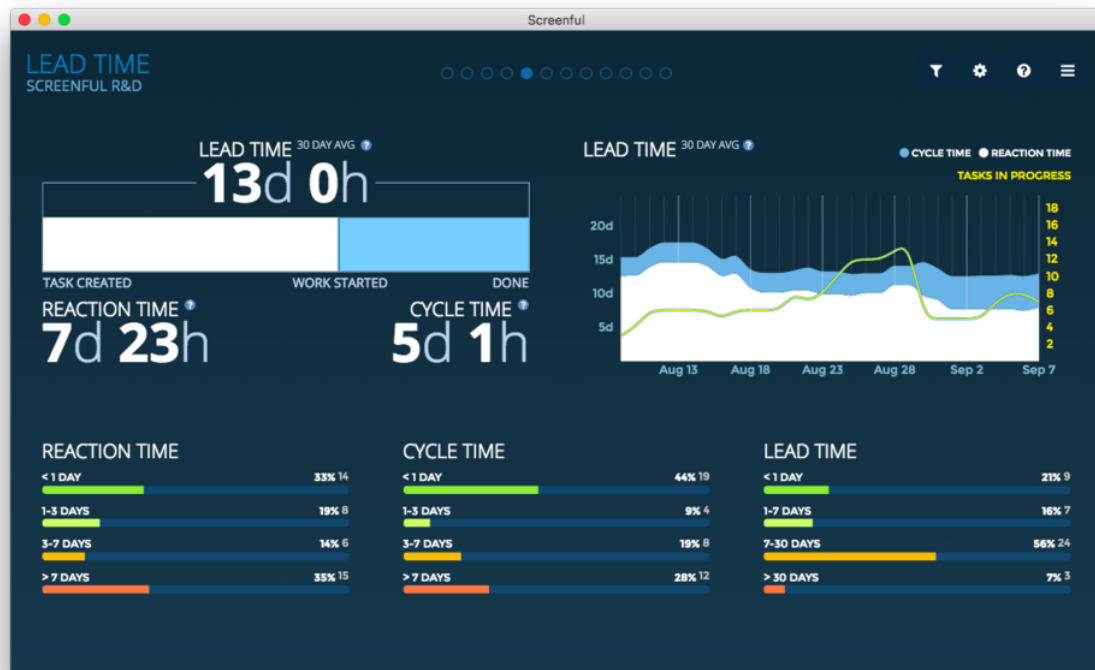 Screenful
LEAD TIME
SCREENFUL R&D
LEAD TIME 30 DAY AVG ?
13d 0h
TASK CREATED WORK STARTED DONE
REACTION TIME ? CYCLE TIME ?
7d 23h 5d 1h
LEAD TIME 30 DAY AVG ?
CYCLE TIME REACTION TIME
TASKS IN PROGRESS
20d
15d
10d
5d
18
16
14
12
10
8
6
4
2
Aug 13 Aug 18 Aug 23 Aug 28 Sep 2 Sep 7
REACTION TIME
< 1 DAY 33% 14
1-3 DAYS 19% 8
3-7 DAYS 14% 6
> 7 DAYS 35% 15
CYCLE TIME
< 1 DAY 44% 19
1-3 DAYS 9% 4
3-7 DAYS 19% 8
> 7 DAYS 28% 12
LEAD TIME
< 1 DAY 21% 9
1-7 DAYS 16% 7
7-30 DAYS 56% 24
> 30 DAYS 7% 3